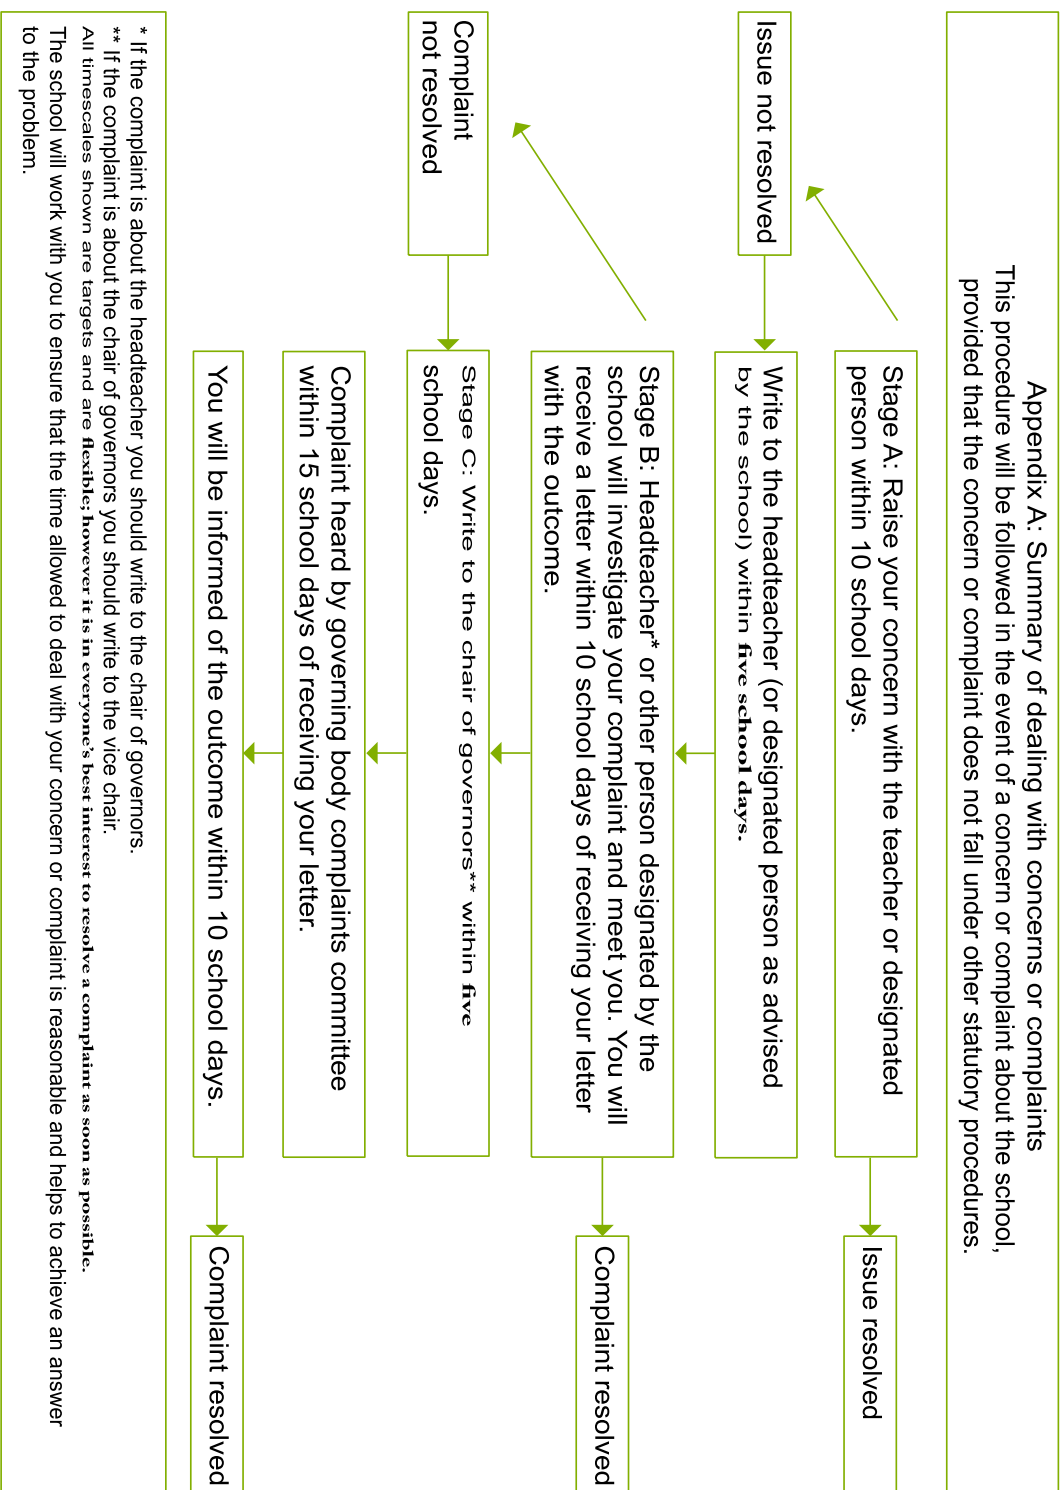 Appendix A: Summary of dealing with concerns or complaints
This procedure will be followed in the event of a concern or complaint about the school,
provided that the concern or complaint does not fall under other statutory procedures.
Stage A: Raise your concern with the teacher or designated
person within 10 school days.
Issue resolved
Issue not resolved
Write to the headteacher (or designated person as advised
by the school) within five school days.
Stage B: Headteacher* or other person designated by the
school will investigate your complaint and meet you. You will
receive a letter within 10 school days of receiving your letter
with the outcome.
Complaint resolved
Complaint
not resolved
Stage C: Write to the chair of governors** within five
school days.
Complaint heard by governing body complaints committee
within 15 school days of receiving your letter.
You will be informed of the outcome within 10 school days.
Complaint resolved
* If the complaint is about the headteacher you should write to the chair of governors.
** If the complaint is about the chair of governors you should write to the vice chair.
All timescales shown are targets and are flexible; however it is in everyone's best interest to resolve a complaint as soon as possible.
The school will work with you to ensure that the time allowed to deal with your concern or complaint is reasonable and helps to achieve an answer
to the problem.